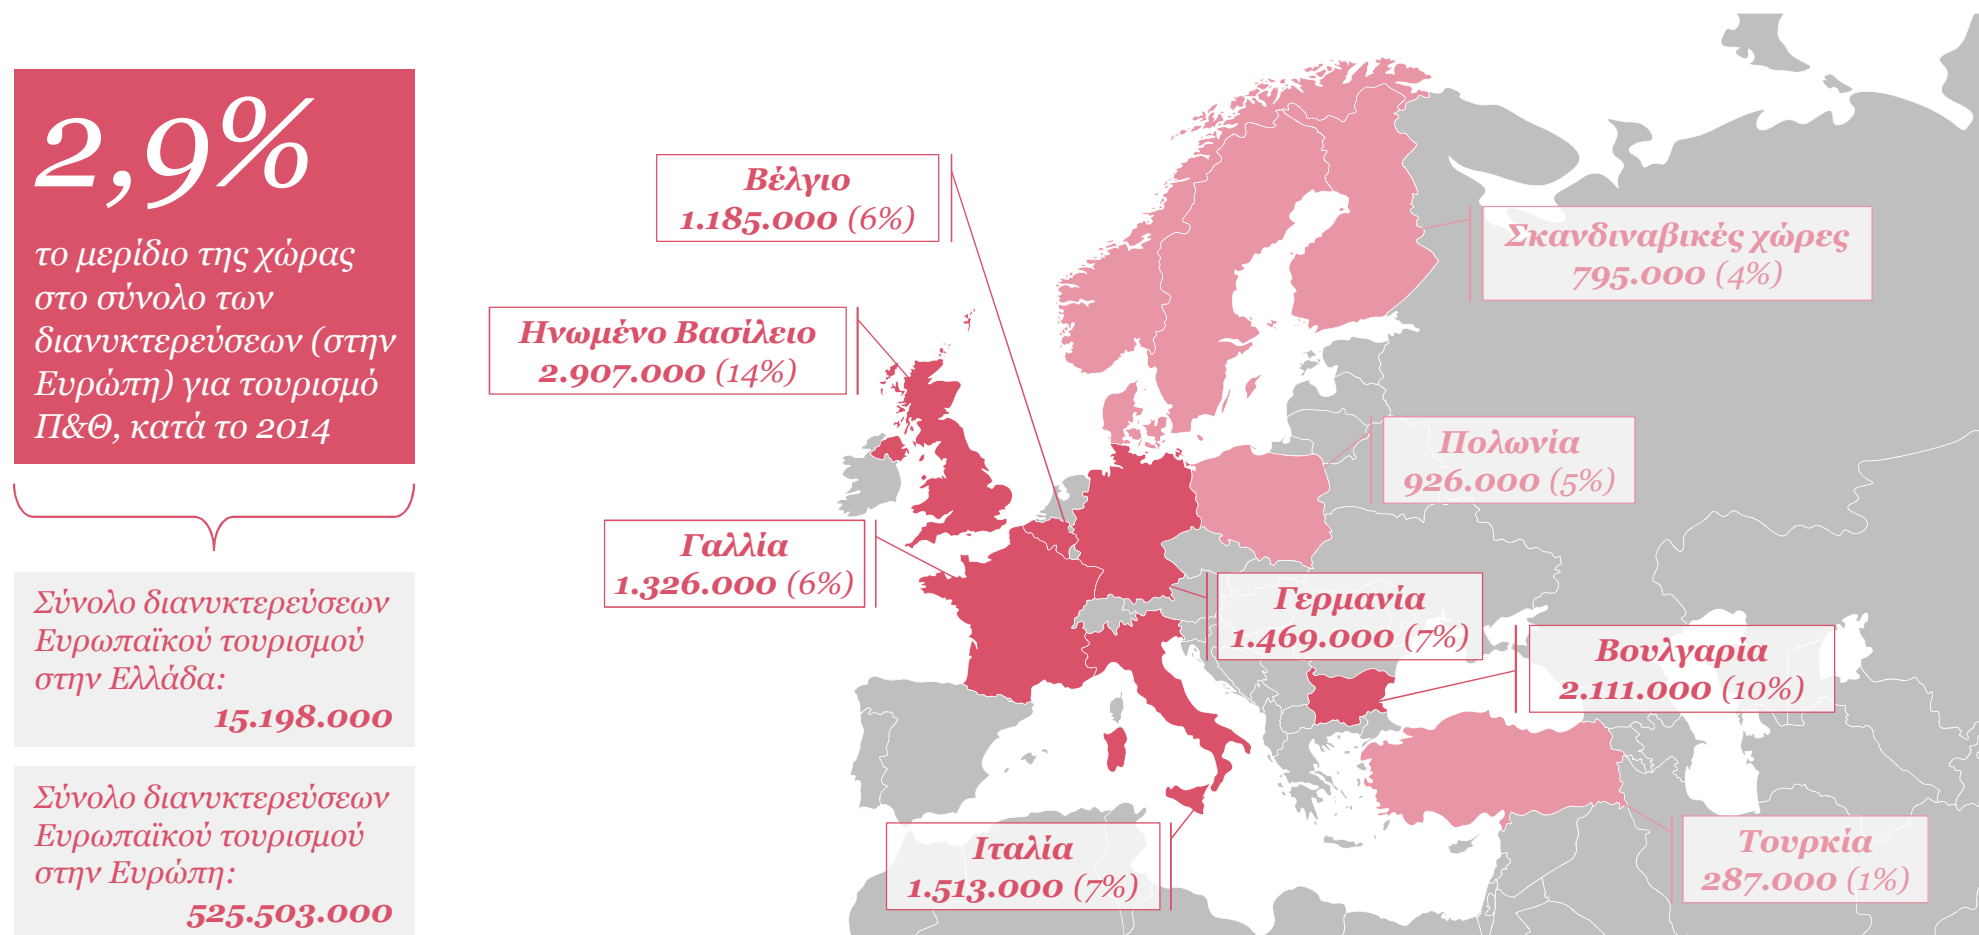 2,9%
το μερίδιο της χώρας
στο σύνολο των
διανυκτερεύσεων (στην
Ευρώπη) για τουρισμό
Π&Θ, κατά το 2014
Σύνολο διανυκτερεύσεων
Ευρωπαϊκού τουρισμού
στην Ελλάδα:
15.198.000
Σύνολο διανυκτερεύσεων
Ευρωπαϊκού τουρισμού
στην Ευρώπη:
525.503.000
Βέλγιο
1.185.000 (6%)
Σκανδιναβικές χώρες
795.000 (4%)
Ηνωμένο Βασίλειο
2.907.000 (14%)
Πολωνία
926.000 (5%)
Γαλλία
1.326.000 (6%)
Γερμανία
1.469.000 (7%)
Βουλγαρία
2.111.000 (10%)
Ιταλία
1.513.000 (7%)
Τουρκία
287.000 (1%)